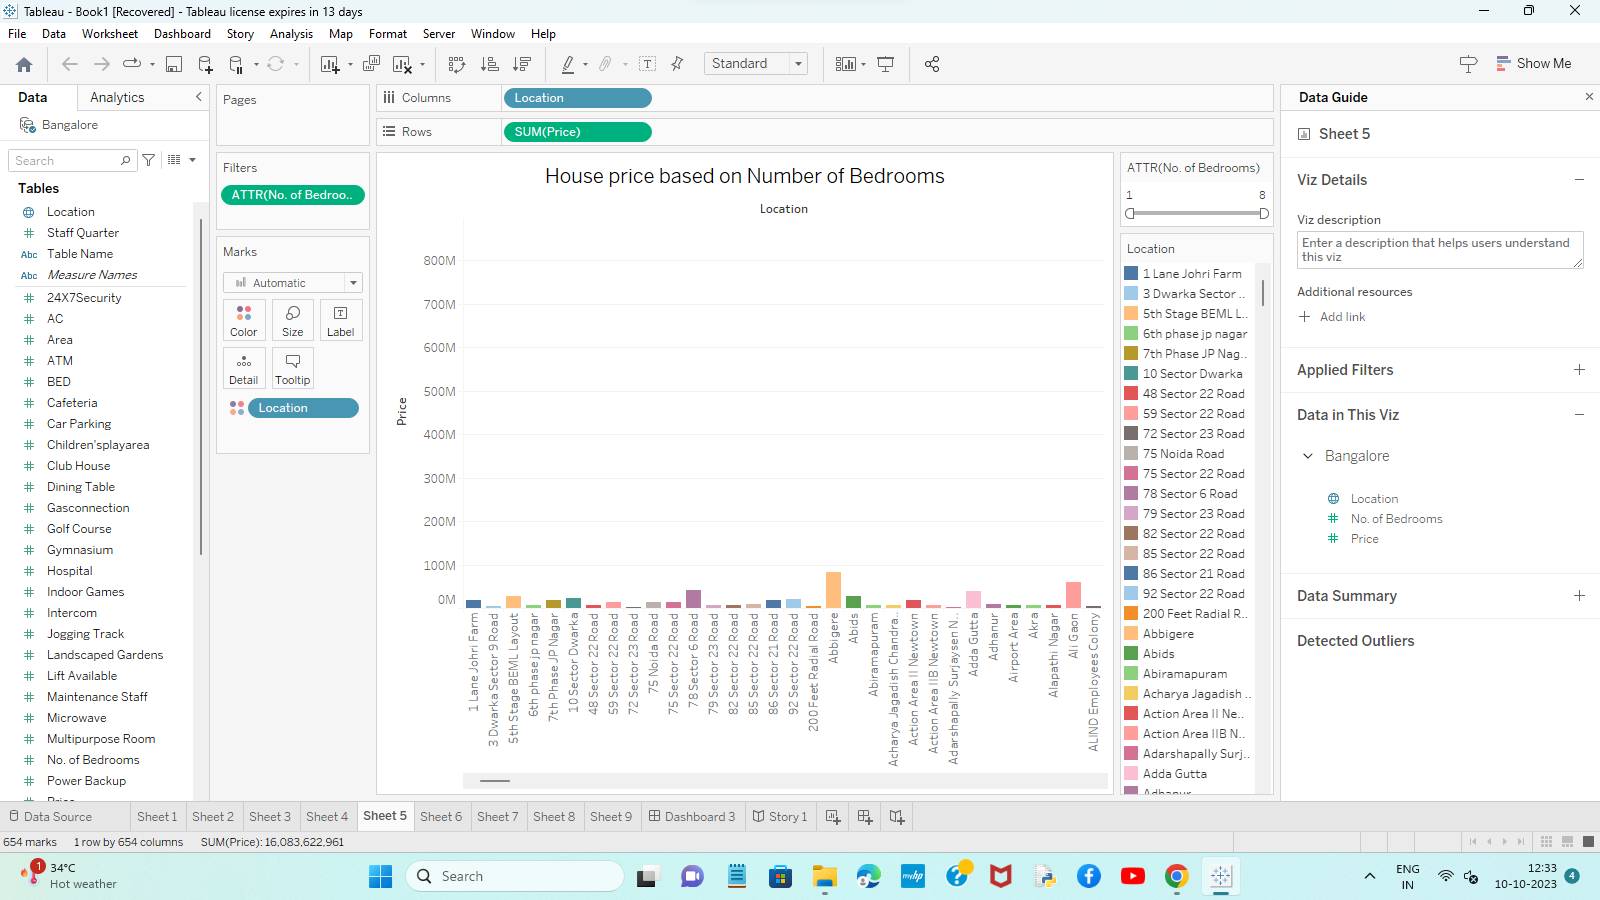 Tableau - Book1 [Recovered] - Tableau license expires in 13 days
File Data Worksheet Dashboard Story Analysis Map Format Server Window Help
Standard
Show Me
Data Analytics
Bangalore
Search
Tables
Location
Staff Quarter
Abc Table Name
Abc Measure Names
24X7Security
AC
Area
ATM
BED
Cafeteria
Car Parking
Children'splayarea
Club House
Dining Table
Gasconnection
Golf Course
Gymnasium
Hospital
Indoor Games
Intercom
Jogging Track
Landscaped Gardens
Lift Available
Maintenance Staff
Microwave
Multipurpose Room
No. of Bedrooms
Power Backup
Pages
Filters
ATTR(No. of Bedroo..
Marks
Automatic
Color Size Label
Detail Tooltip
Location
Columns Location
Rows SUM(Price)
House price based on Number of Bedrooms
Location
Price
800M
700M
600M
500M
400M
300M
200M
100M
0M
1 Lane Johri Farm
3 Dwarka Sector 9 Road
5th Stage BEML Layout
6th phase jp nagar
7th Phase JP Nagar
10 Sector Dwarka
48 Sector 22 Road
59 Sector 22 Road
72 Sector 23 Road
75 Noida Road
75 Sector 22 Road
78 Sector 6 Road
79 Sector 23 Road
82 Sector 22 Road
85 Sector 22 Road
86 Sector 21 Road
92 Sector 22 Road
200 Feet Radial Road
Abbigere
Abids
Abiramapuram
Acharya Jagadish Chandra..
Action Area II Newtown
Action Area IIB Newtown
Adarshapally Surjaysen N..
Adda Gutta
Adhanur
Airport Area
Akra
Alapathi Nagar
Ali Gaon
ALIND Employees Colony
ATTR(No. of Bedrooms)
1 8
Location
1 Lane Johri Farm
3 Dwarka Sector ..
5th Stage BEML L..
6th phase jp nagar
7th Phase JP Nag..
10 Sector Dwarka
48 Sector 22 Road
59 Sector 22 Road
72 Sector 23 Road
75 Noida Road
75 Sector 22 Road
78 Sector 6 Road
79 Sector 23 Road
82 Sector 22 Road
85 Sector 22 Road
86 Sector 21 Road
92 Sector 22 Road
200 Feet Radial R..
Abbigere
Abids
Abiramapuram
Acharya Jagadish ..
Action Area II Ne..
Action Area IIB N..
Adarshapally Surj..
Adda Gutta
Adhanur
Data Guide
Sheet 5
Viz Details
Viz description
Enter a description that helps users understand
this viz
Additional resources
Add link
Applied Filters
Data in This Viz
Bangalore
Location
No. of Bedrooms
Price
Data Summary
Detected Outliers
Data Source Sheet 1 Sheet 2 Sheet 3 Sheet 4 Sheet 5 Sheet 6 Sheet 7 Sheet 8 Sheet 9 Dashboard 3 Story 1
654 marks 1 row by 654 columns SUM(Price): 16,083,622,961
1
34°C
Hot weather
Search
myhp
ENG
IN
12:33
10-10-2023
4